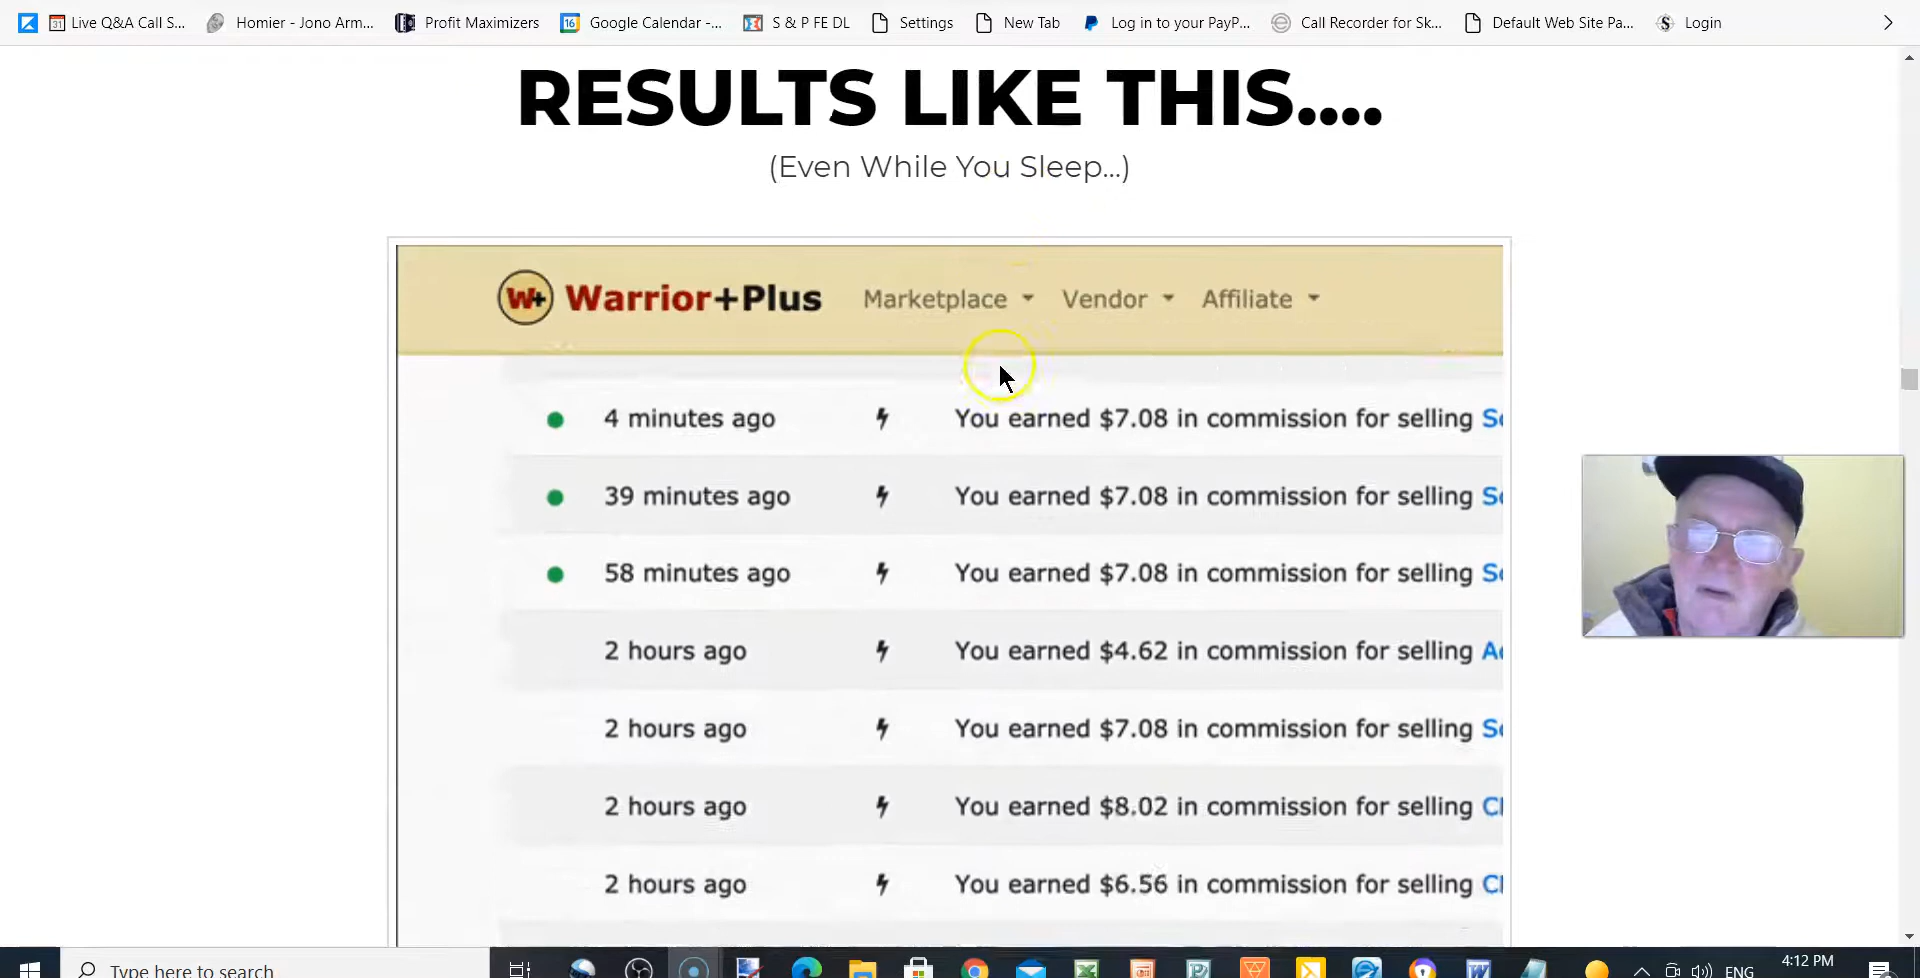 Live Q&A Call S...
Homier - Jono Arm...
Profit Maximizers
Google Calendar -...
S & P FE DL
Settings
New Tab
Log in to your PayP...
Call Recorder for Sk...
Default Web Site Pa...
Login
RESULTS LIKE THIS....
(Even While You Sleep...)
W+ Warrior+Plus Marketplace Vendor Affiliate
4 minutes ago You earned $7.08 in commission for selling
39 minutes ago You earned $7.08 in commission for selling
58 minutes ago You earned $7.08 in commission for selling
2 hours ago You earned $4.62 in commission for selling
2 hours ago You earned $7.08 in commission for selling
2 hours ago You earned $8.02 in commission for selling
2 hours ago You earned $6.56 in commission for selling
Type here to search
ENG
4:12 PM